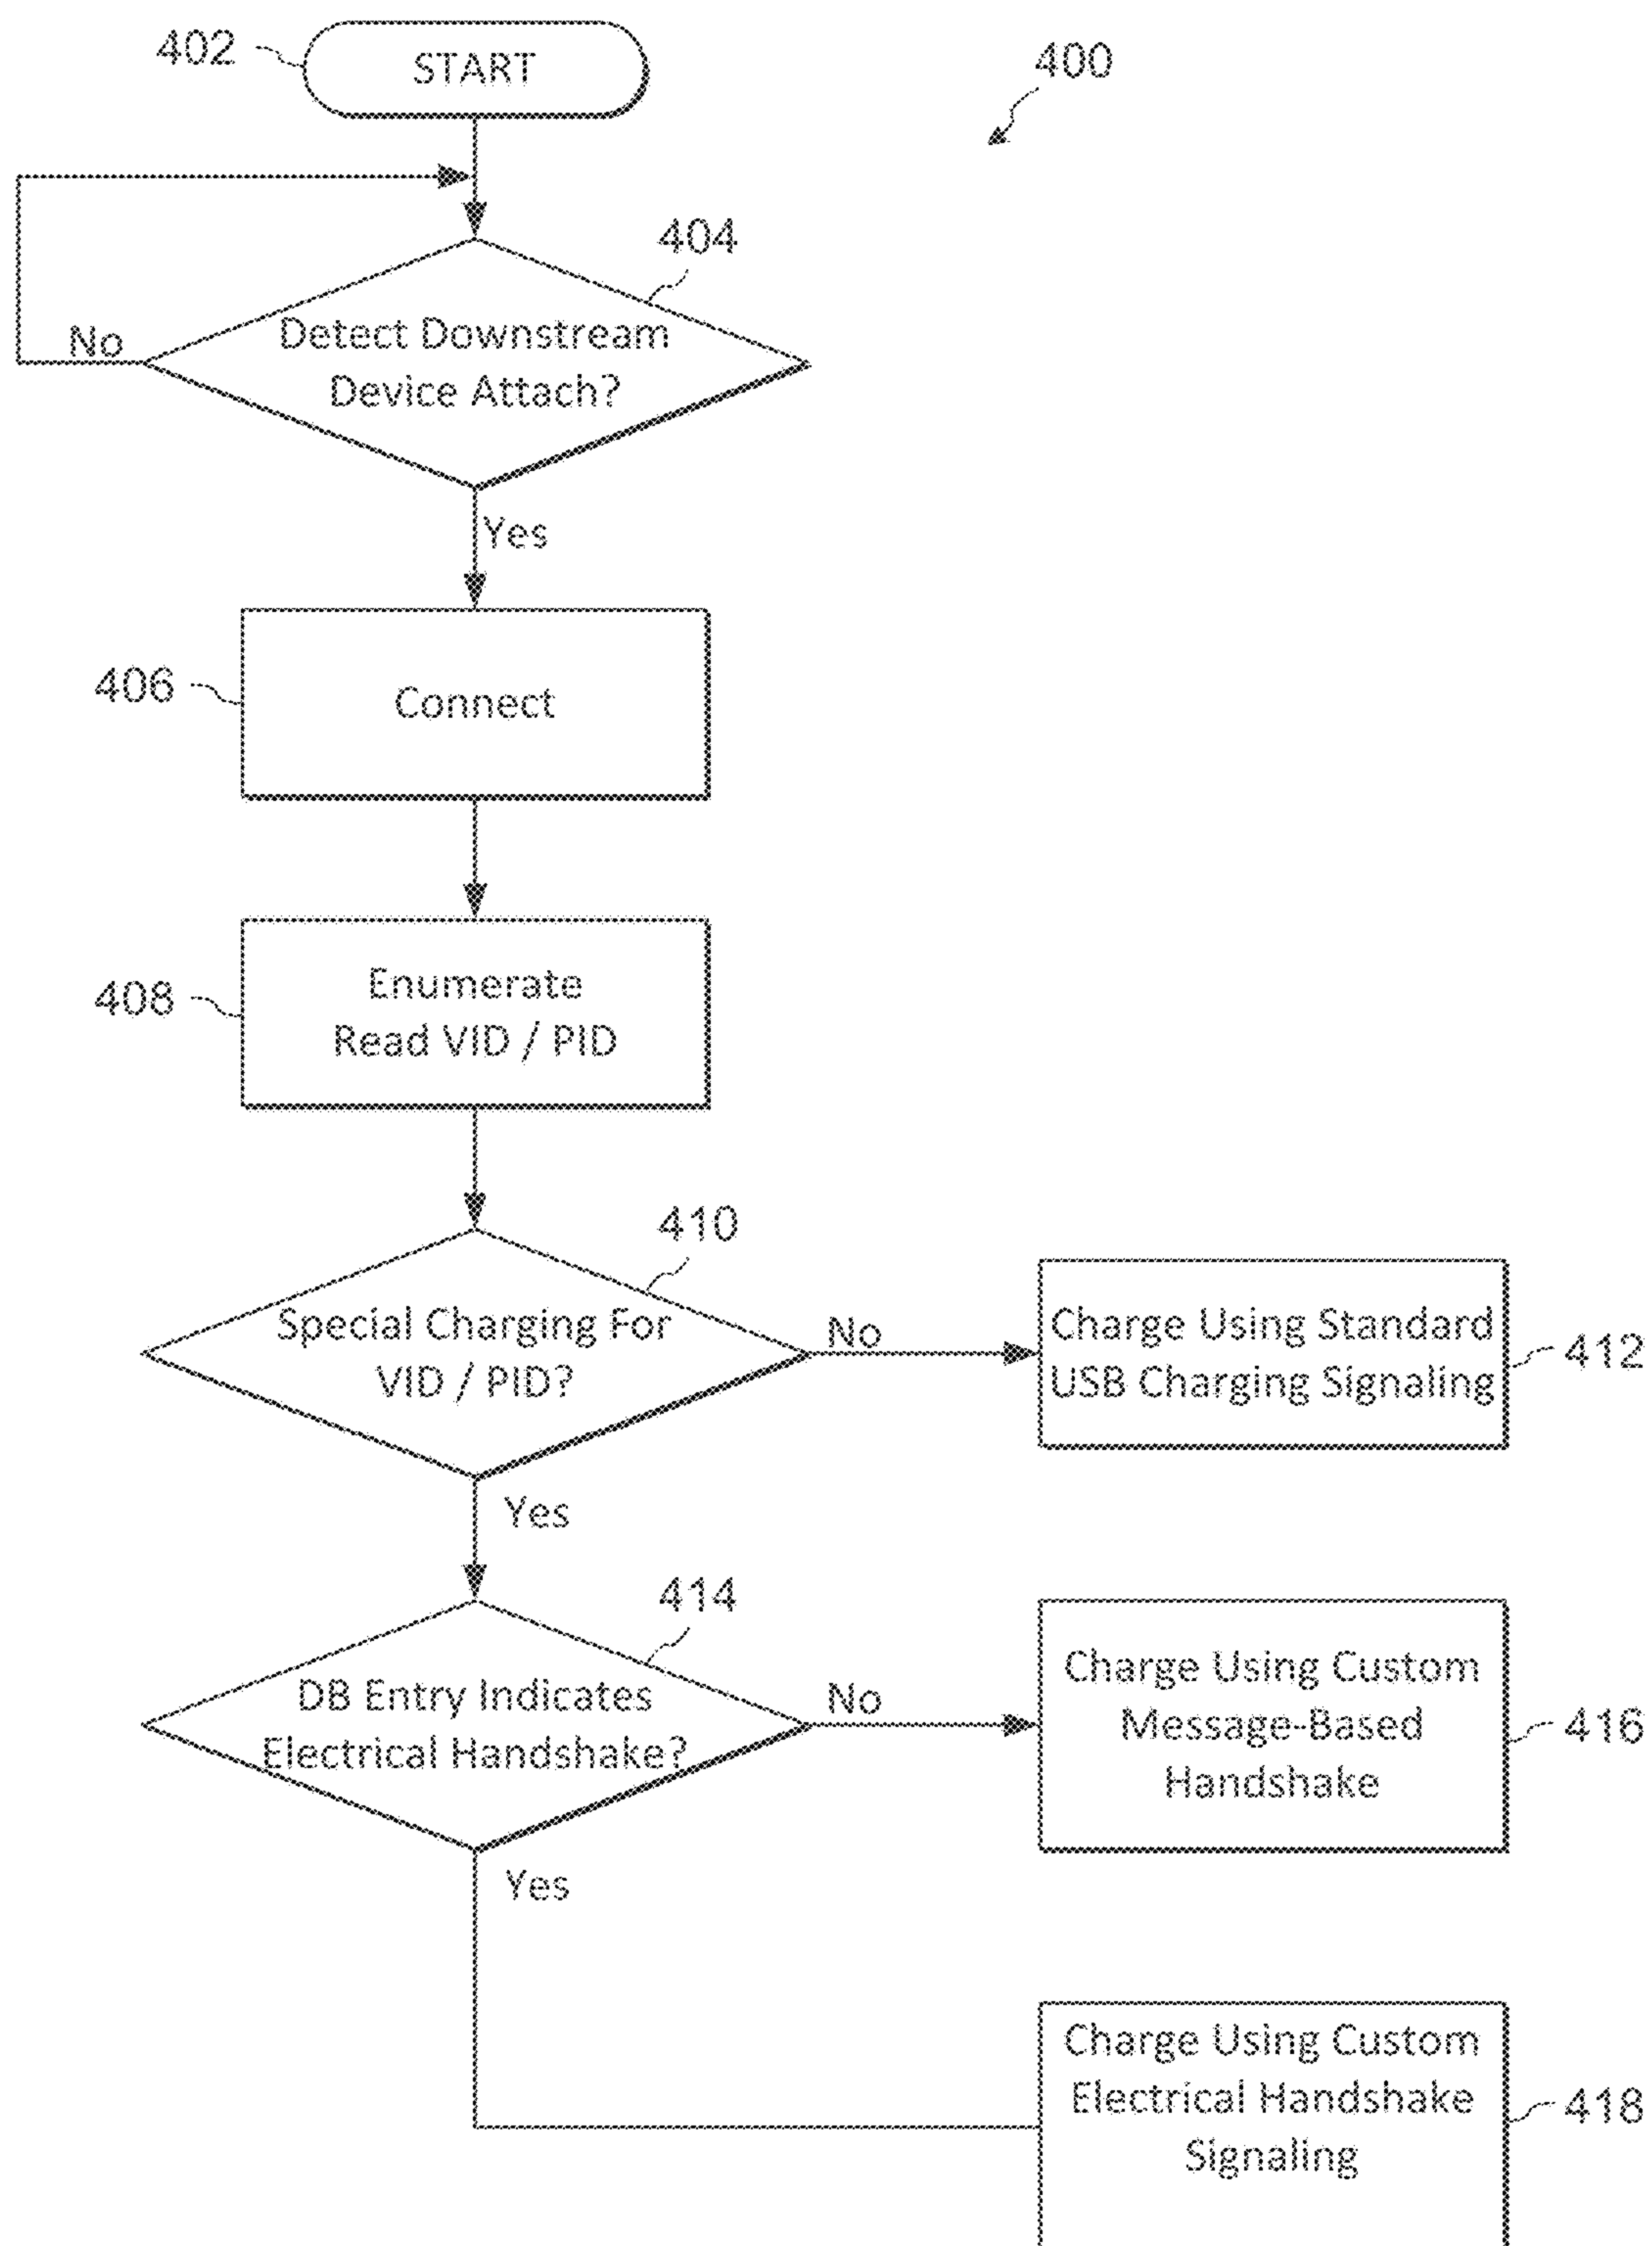 402
START
400
404
No
Detect Downstream
Device Attach?
Yes
406
Connect
408
Enumerate
Read VID / PID
410
Special Charging For
VID / PID?
No
Charge Using Standard
USB Charging Signaling
412
Yes
414
DB Entry Indicates
Electrical Handshake?
No
Charge Using Custom
Message-Based
Handshake
416
Yes
Charge Using Custom
Electrical Handshake
Signaling
418